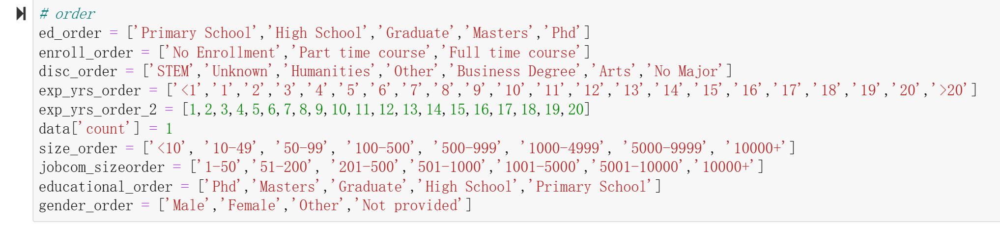 # order
ed_order = ['Primary School','High School','Graduate','Masters','Phd']
enroll_order = ['No Enrollment','Part time course','Full time course']
disc_order = ['STEM','Unknown','Humanities','Other','Business Degree','Arts','No Major']
exp_yrs_order = ['<1','1','2','3','4','5','6','7','8','9','10','11','12','13','14','15','16','17','18','19','20','>20']
exp_yrs_order_2 = [1,2,3,4,5,6,7,8,9,10,11,12,13,14,15,16,17,18,19,20]
data['count'] = 1
size_order = ['<10', '10-49', '50-99', '100-500', '500-999', '1000-4999', '5000-9999', '10000+']
jobcom_sizeorder = ['1-50','51-200', '201-500','501-1000','1001-5000','5001-10000','10000+']
educational_order = ['Phd','Masters','Graduate','High School','Primary School']
gender_order = ['Male','Female','Other','Not provided']